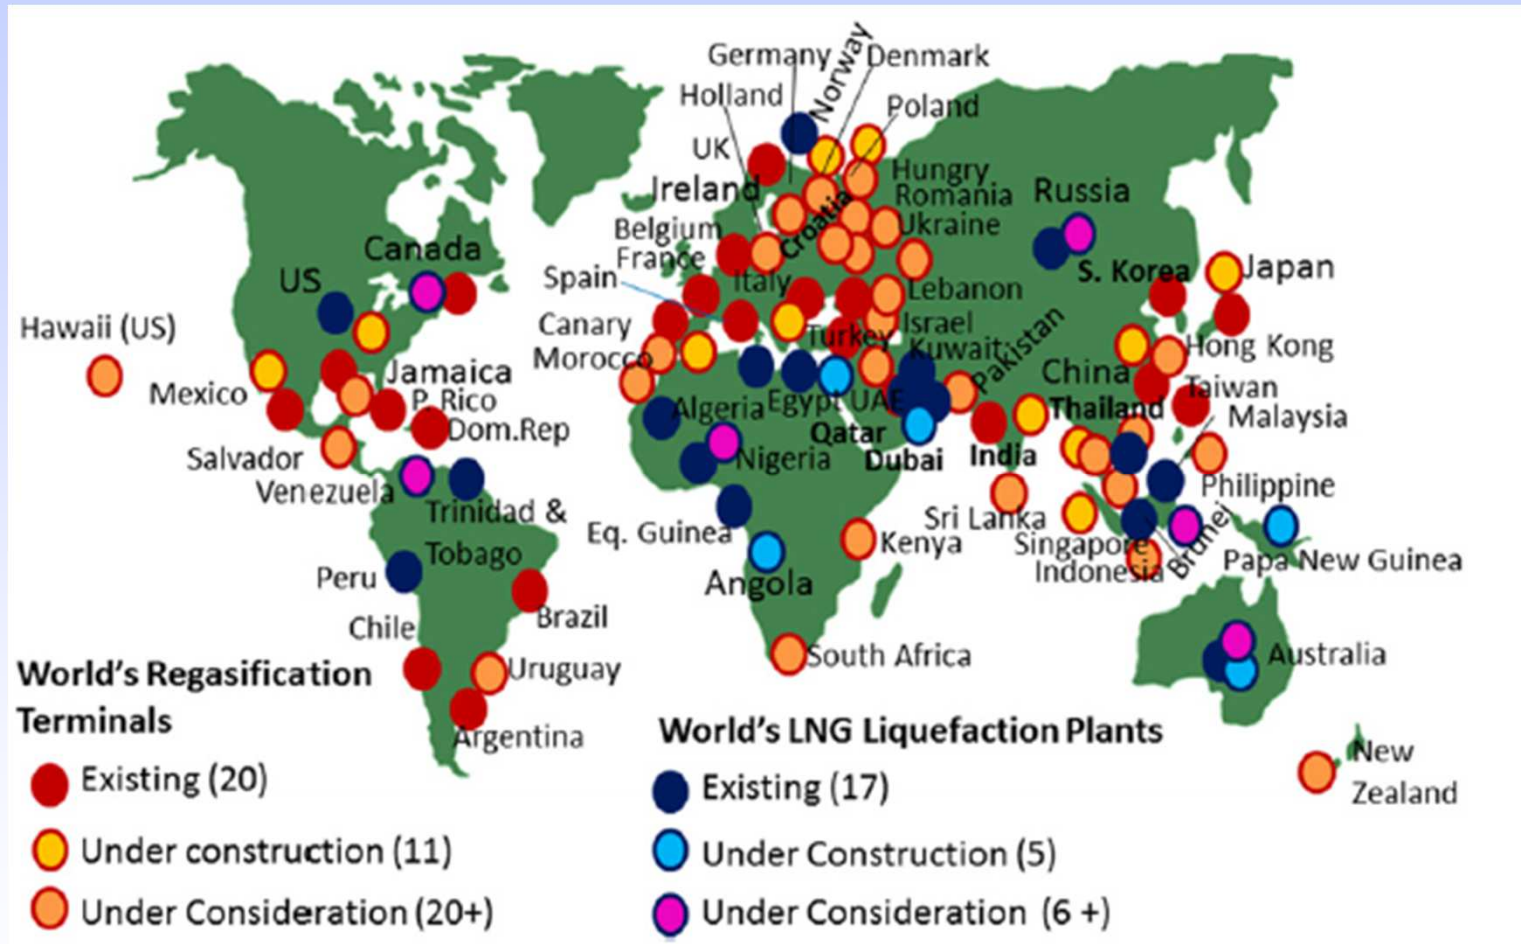 Germany
Norway
Denmark
Holland
Poland
UK
Hungry
Ireland
Romania
Russia
Croatia
Belgium
Ukraine
Canada
France
S. Korea
Japan
US
Spain
Italy
Lebanon
Hawaii (US)
Canary
Turkey
Israel
Morocco
Kuwait
Pakistan
Hong Kong
Jamaica
China
Mexico
P. Rico
Algeria
Egypt
UAE
Thailand
Taiwan
Dom.Rep
Qatar
Malaysia
Salvador
Nigeria
Dubai
India
Venezuela
Philippine
Trinidad &
Tobago
Eq. Guinea
Sri Lanka
Kenya
Singapore
Brunei
Indonesia
Papa New Guinea
Peru
Angola
Brazil
Chile
South Africa
Australia
Uruguay
Argentina
New
Zealand
World's Regasification
Terminals
Existing (20)
Under construction (11)
Under Consideration (20+)
World's LNG Liquefaction Plants
Existing (17)
Under Construction (5)
Under Consideration (6 +)